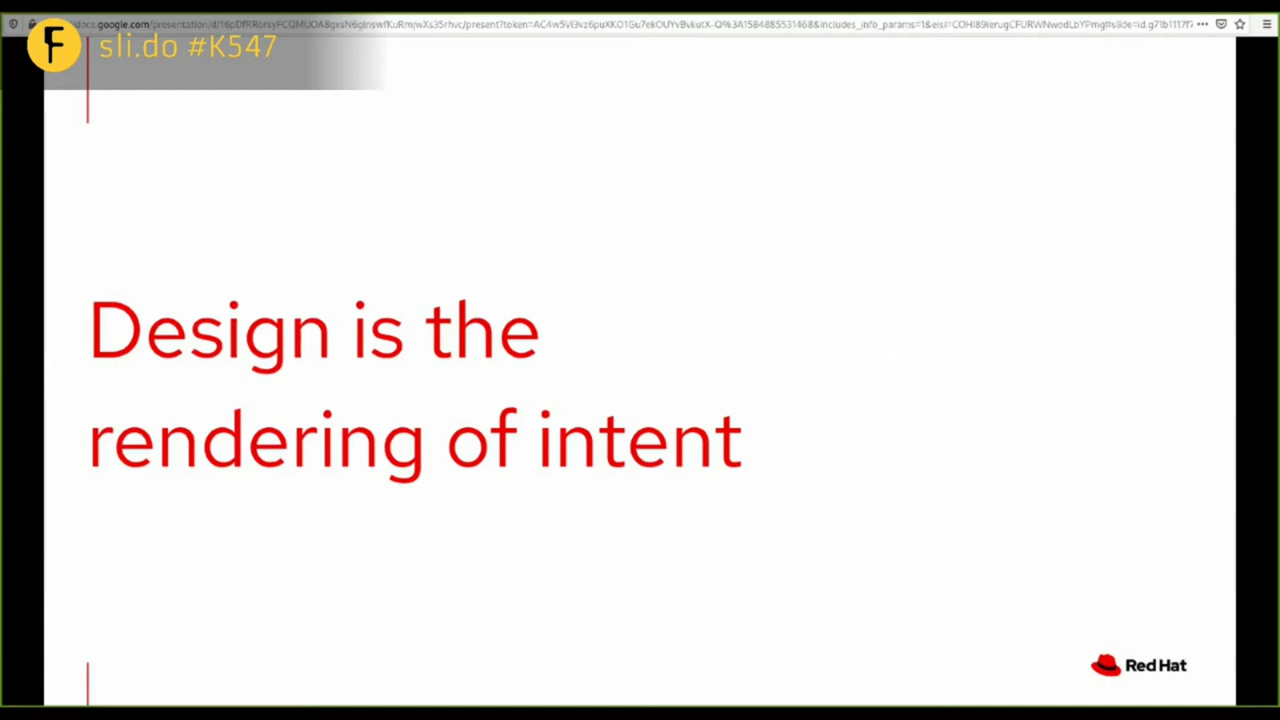 F
sli.do #K547
Design is the
rendering of intent
Red Hat